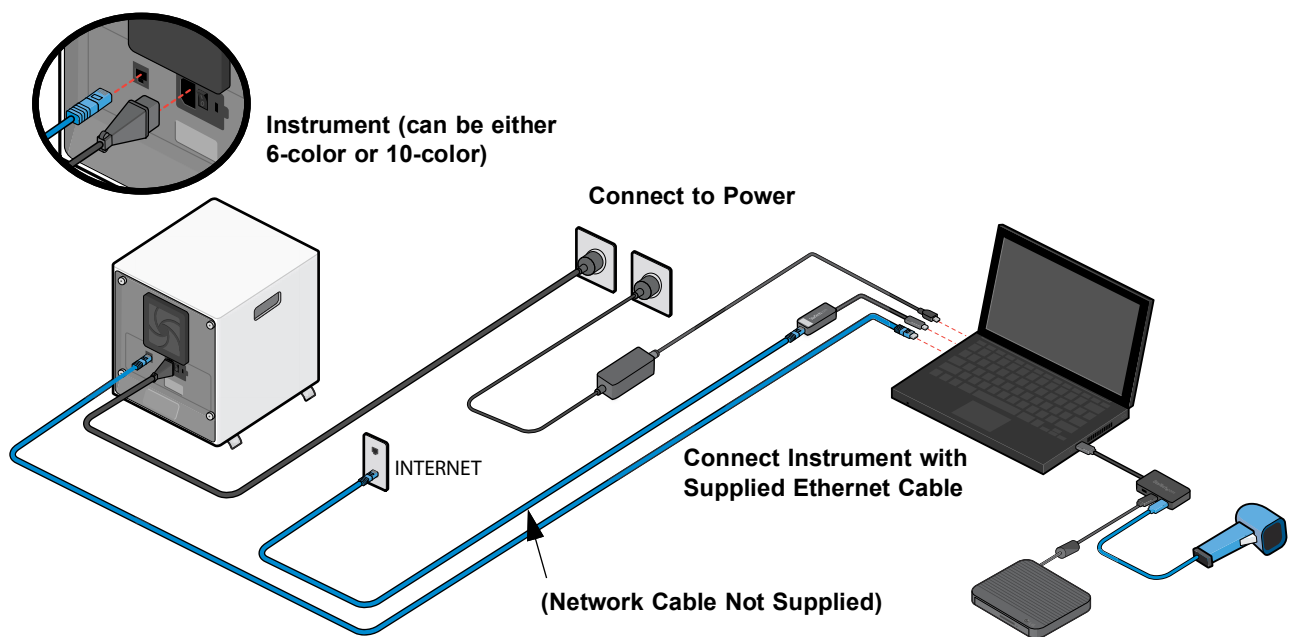 Instrument (can be either
6-color or 10-color)
Connect to Power
INTERNET
Connect Instrument with
Supplied Ethernet Cable
(Network Cable Not Supplied)